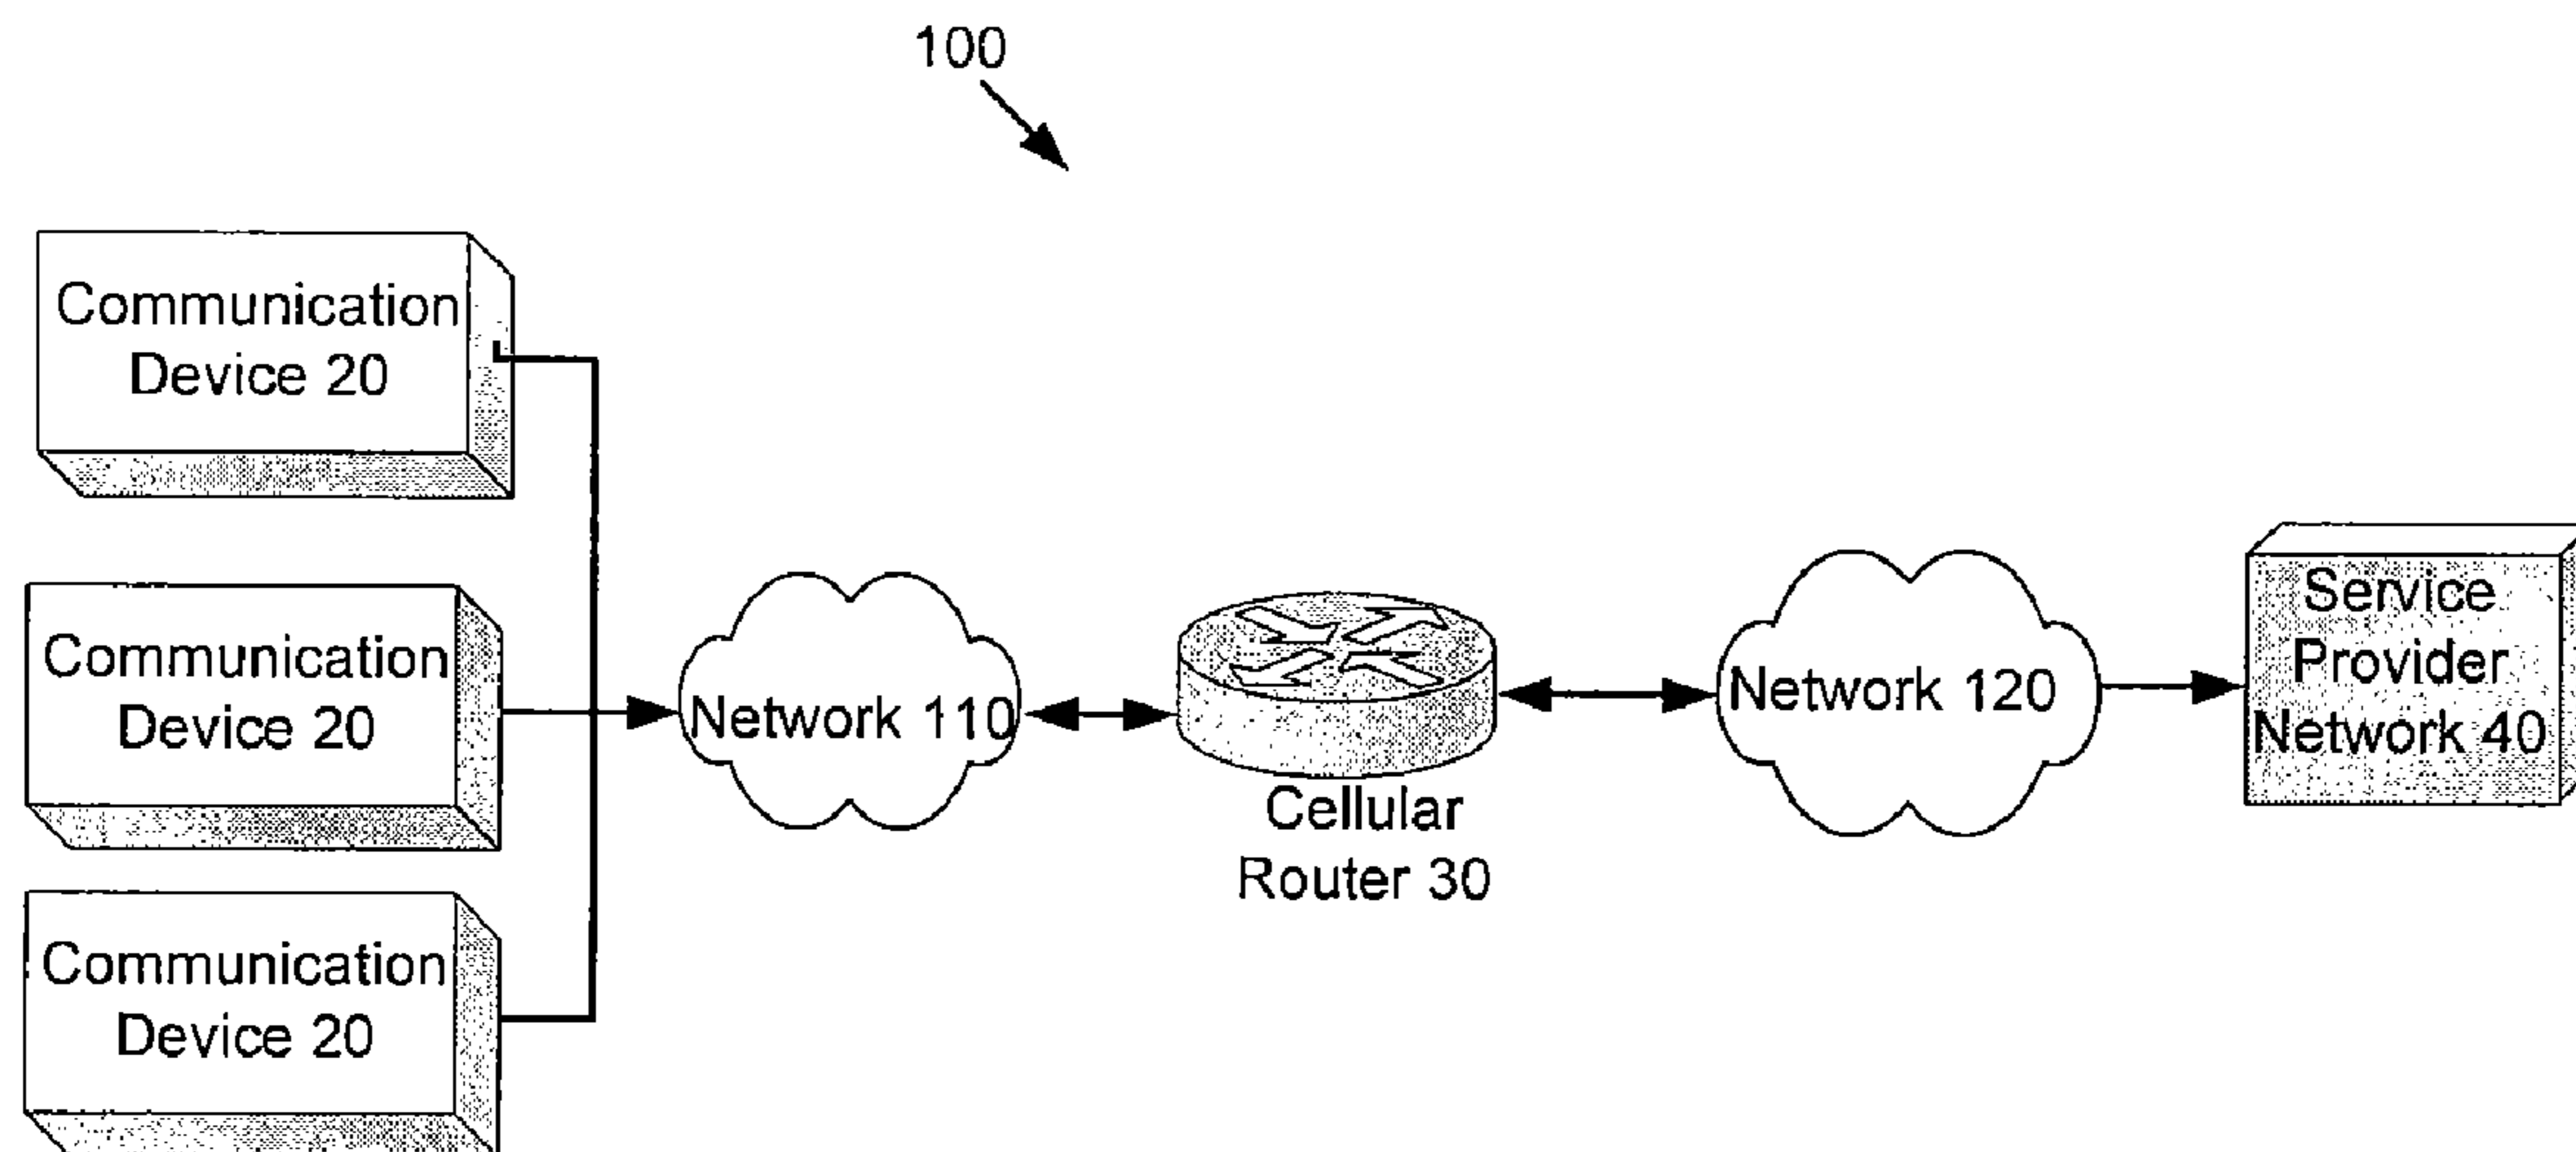 100
Communication
Device 20
Communication
Device 20
Communication
Device 20
Network 110
Cellular
Router 30
Network 120
Service
Provider
Network 40